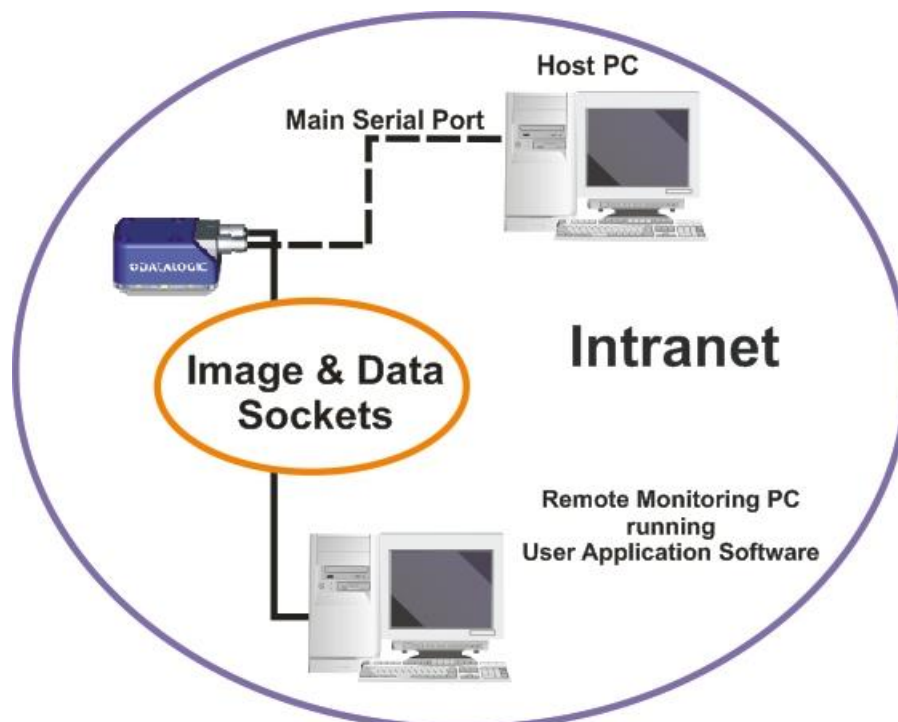 Host PC
Main Serial Port
DATALOGIC
Intranet
Image & Data
Sockets
Remote Monitoring PC
running
User Application Software